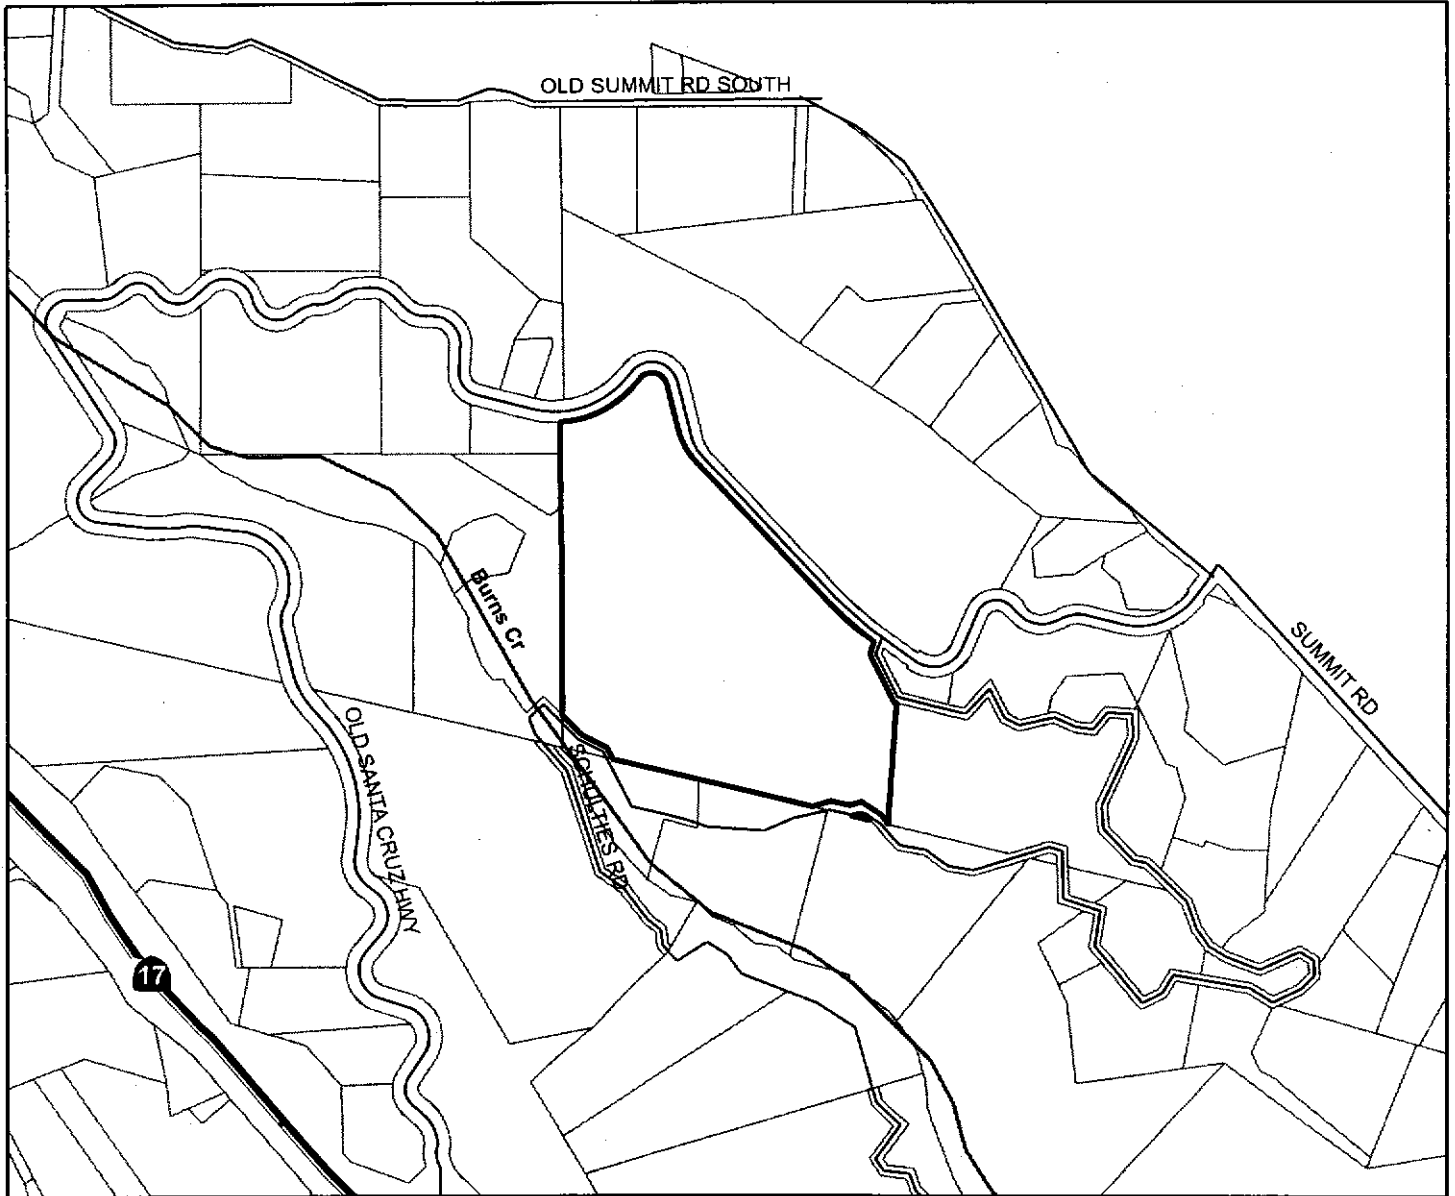 OLD SUMMIT RD SOUTH
Burns Cr
SUMMIT RD
OLD SANTA CRUZ HWY
SCHULTIES RD
17